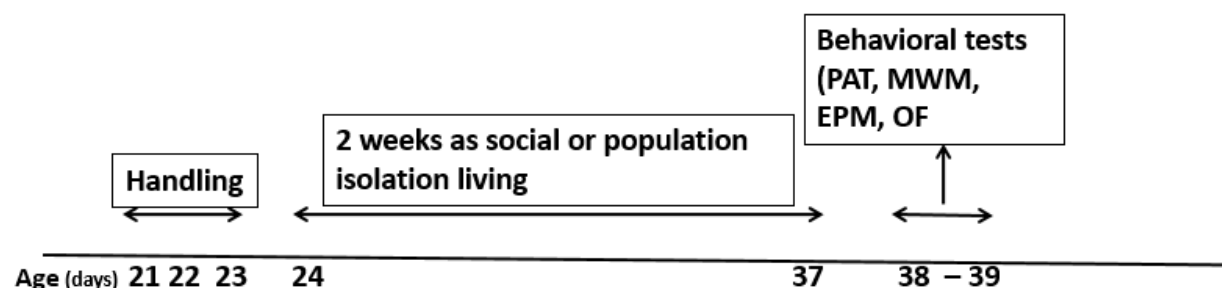 Behavioral tests
(PAT, MWM,
EPM, OF
2 weeks as social or population
isolation living
Handling
Age (days) 21 22 23 24 37 38 – 39